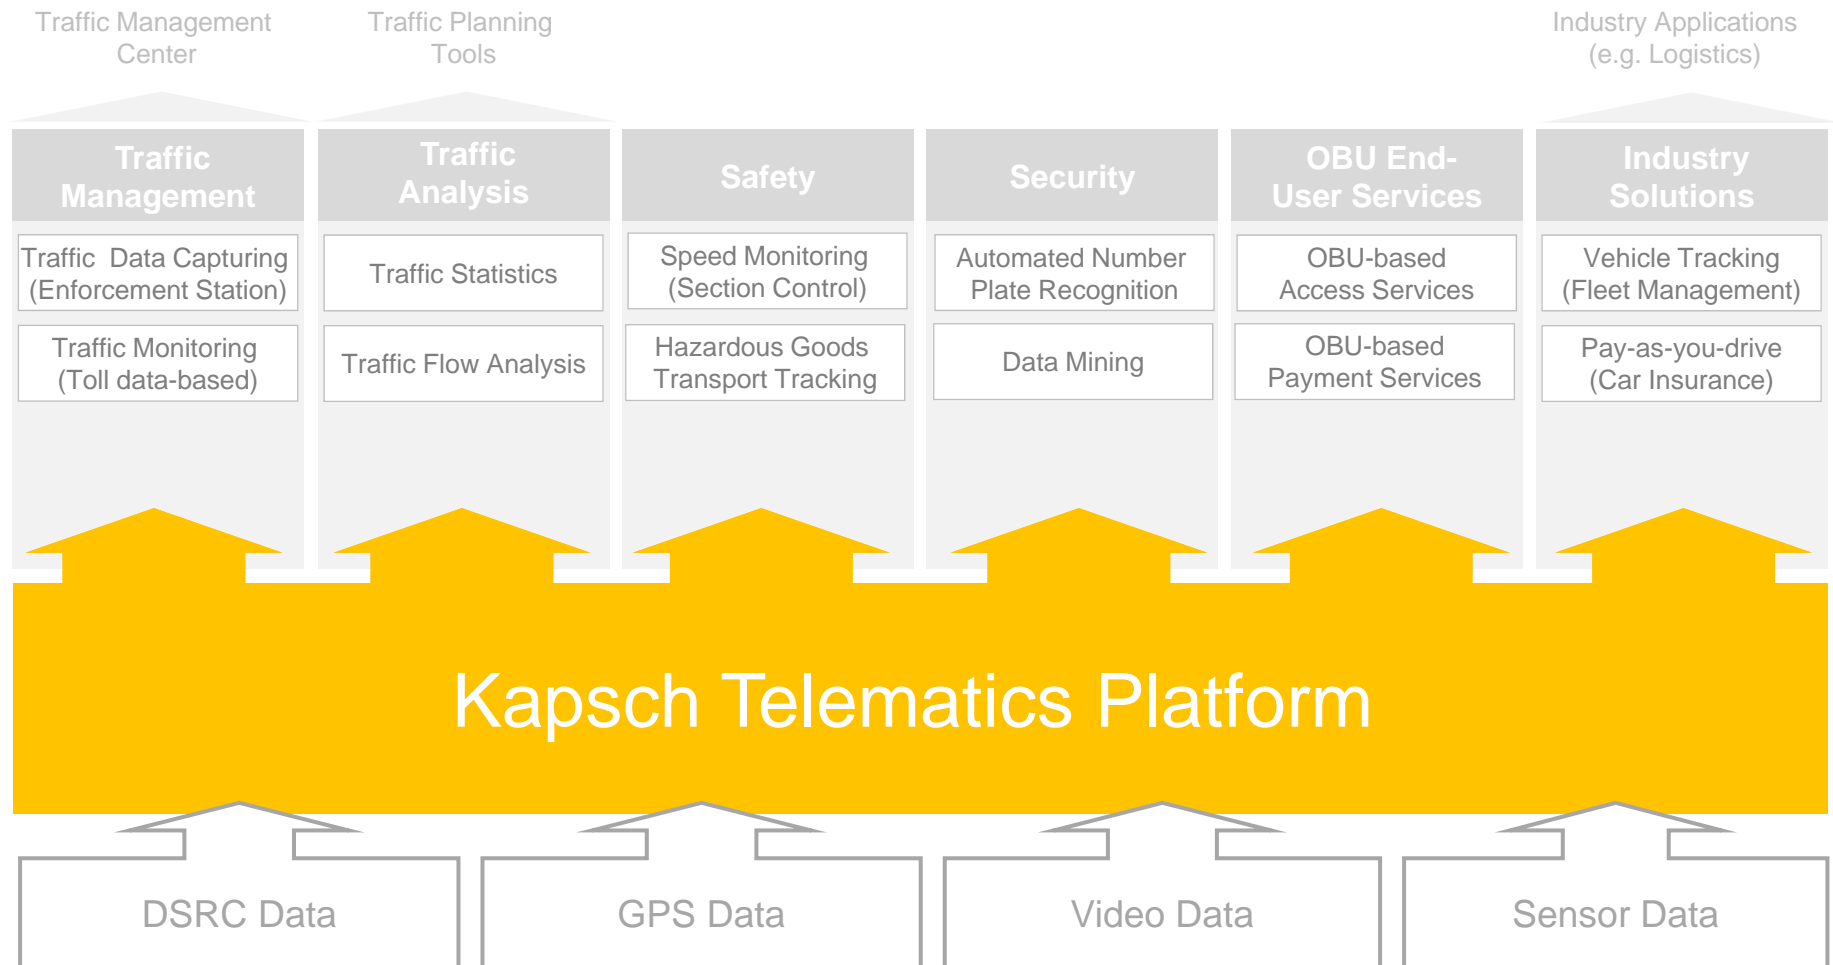 Traffic Management
Center
Traffic Planning
Tools
Industry Applications
(e.g. Logistics)
Traffic
Management
Traffic
Analysis
Safety
Security
OBU End-
User Services
Industry
Solutions
Traffic Data Capturing
(Enforcement Station)
Traffic Statistics
Speed Monitoring
(Section Control)
Automated Number
Plate Recognition
OBU-based
Access Services
Vehicle Tracking
(Fleet Management)
Traffic Monitoring
(Toll data-based)
Traffic Flow Analysis
Hazardous Goods
Transport Tracking
Data Mining
OBU-based
Payment Services
Pay-as-you-drive
(Car Insurance)
Kapsch Telematics Platform
DSRC Data
GPS Data
Video Data
Sensor Data